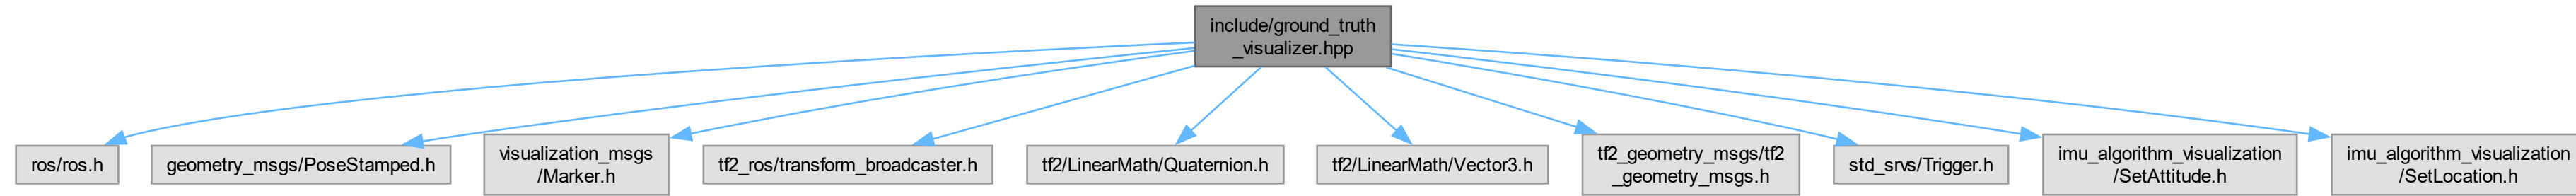 include/ground_truth
_visualizer.hpp
ros/ros.h
geometry_msgs/PoseStamped.h
visualization_msgs
/Marker.h
tf2_ros/transform_broadcaster.h
tf2/LinearMath/Quaternion.h
tf2/LinearMath/Vector3.h
tf2_geometry_msgs/tf2
_geometry_msgs.h
std_srvs/Trigger.h
imu_algorithm_visualization
/SetAttitude.h
imu_algorithm_visualization
/SetLocation.h